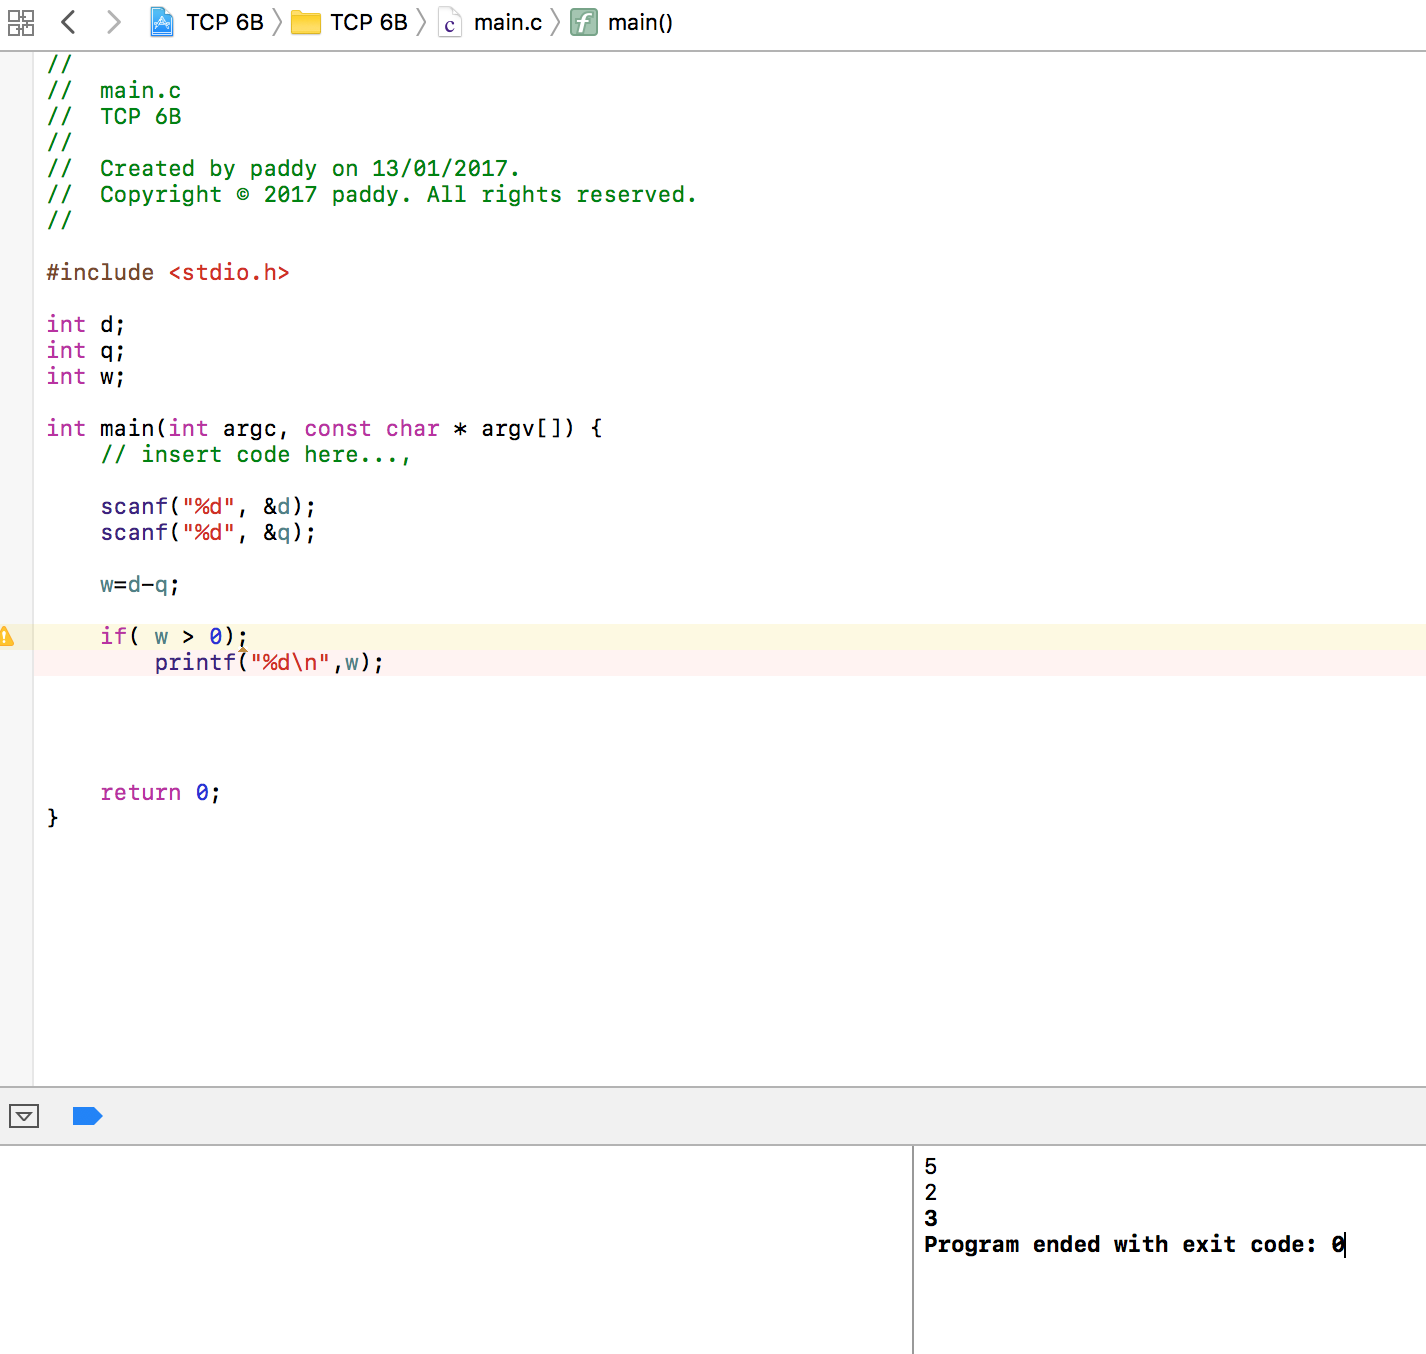 TCP 6B TCP 6B c main.c f main()
//
//  main.c
//  TCP 6B
//
//  Created by paddy on 13/01/2017.
//  Copyright © 2017 paddy. All rights reserved.
//
#include <stdio.h>
int d;
int q;
int w;
int main(int argc, const char * argv[]) {
    // insert code here...,
    scanf("%d", &d);
    scanf("%d", &q);
    w=d-q;
    if( w > 0);
        printf("%d\n",w);
    return 0;
}
5
2
3
Program ended with exit code: 0